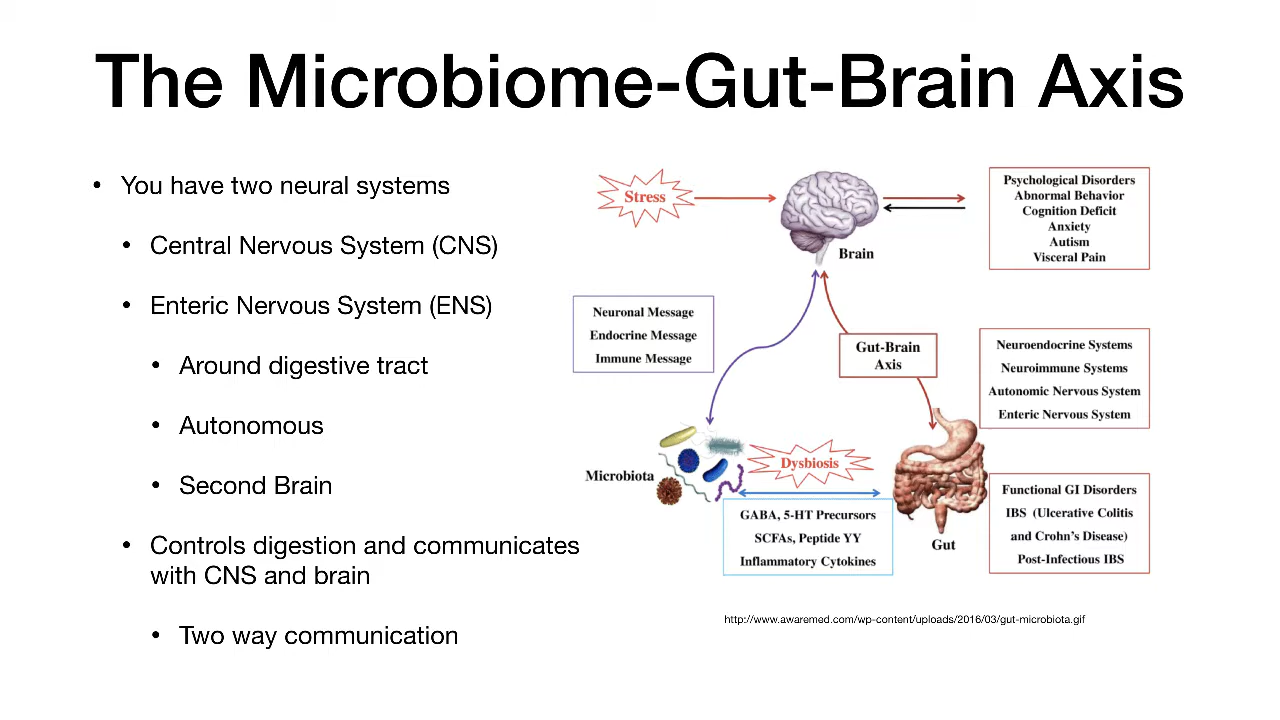 The Microbiome-Gut-Brain Axis
• You have two neural systems
• Central Nervous System (CNS)
• Enteric Nervous System (ENS)
• Around digestive tract
• Autonomous
• Second Brain
• Controls digestion and communicates
with CNS and brain
• Two way communication
Stress
Brain
Psychological Disorders
Abnormal Behavior
Cognition Deficit
Anxiety
Autism
Visceral Pain
Neuronal Message
Endocrine Message
Immune Message
Gut-Brain
Axis
Neuroendocrine Systems
Neuroimmune Systems
Autonomic Nervous System
Enteric Nervous System
Microbiota
Dysbiosis
GABA, 5-HT Precursors
SCFAs, Peptide YY
Inflammatory Cytokines
Gut
Functional GI Disorders
IBS (Ulcerative Colitis
and Crohn's Disease)
Post-Infectious IBS
http://www.awaremed.com/wp-content/uploads/2016/03/gut-microbiota.gif